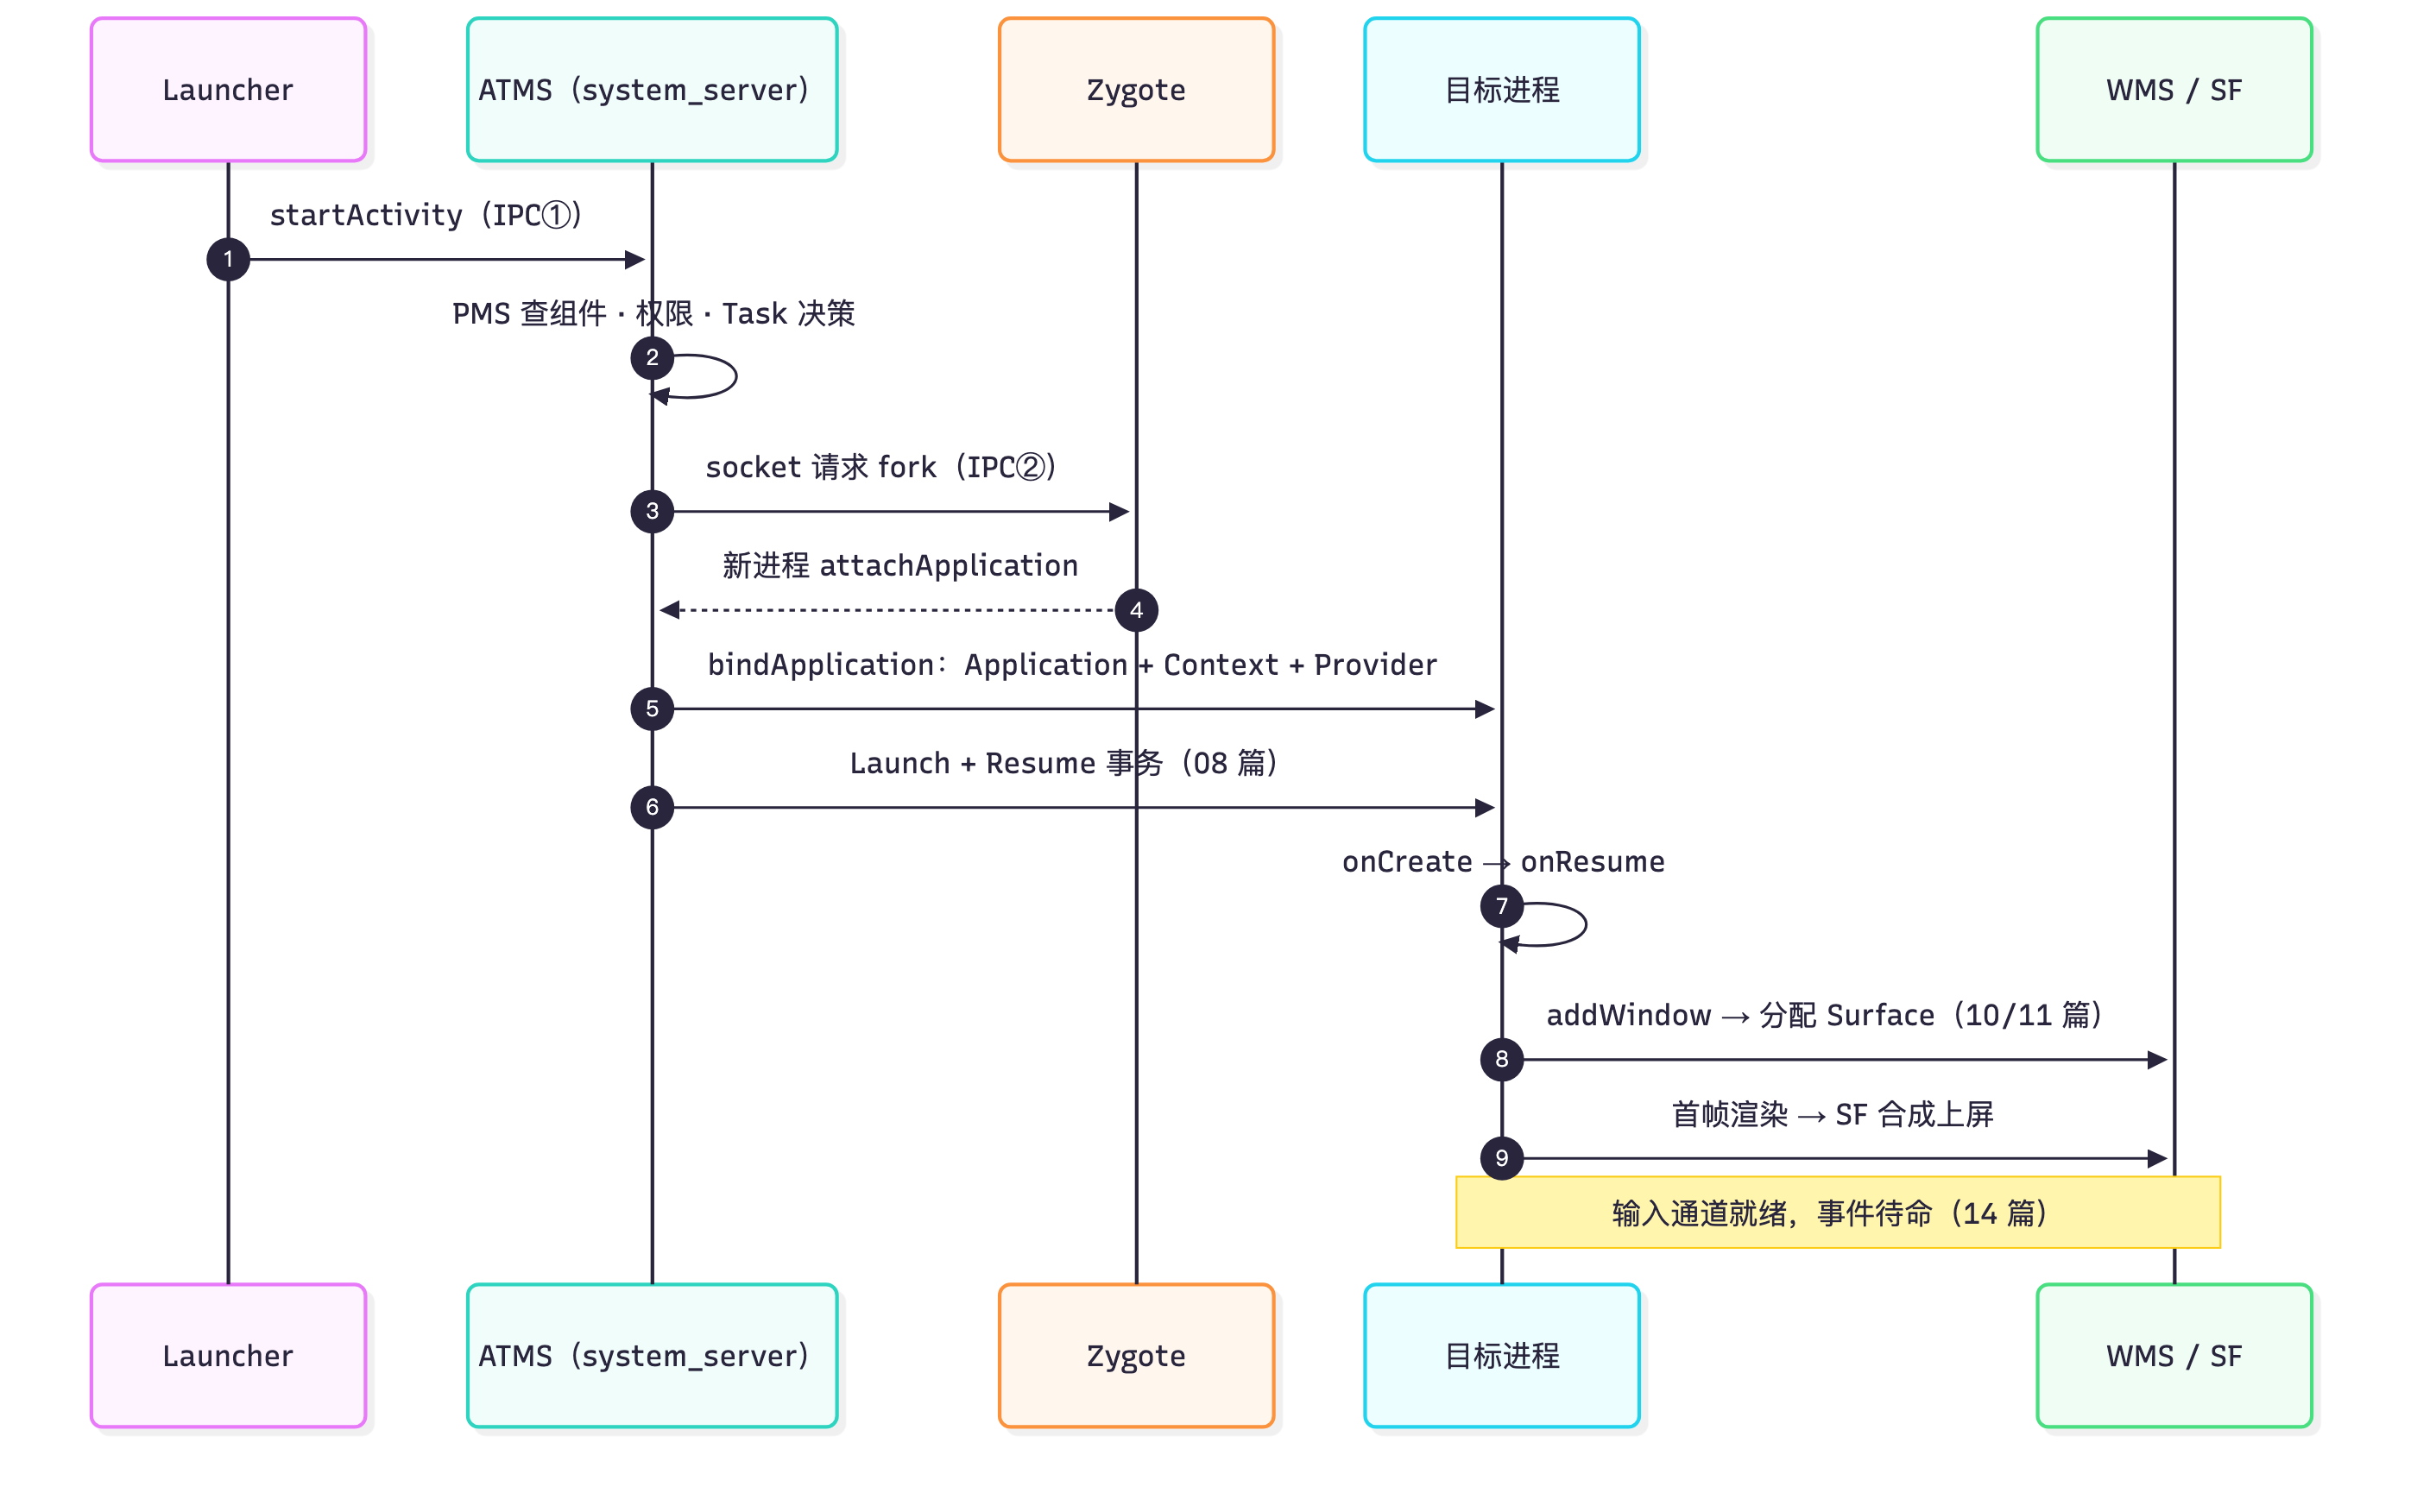 Launcher
ATMS（system_server）
Zygote
目标进程
WMS / SF
startActivity（IPC①）
1
PMS 查组件 · 权限 · Task 决策
2
socket 请求 fork（IPC②）
3
新进程 attachApplication
4
bindApplication：Application + Context + Provider
5
Launch + Resume 事务（08 篇）
6
onCreate → onResume
7
addWindow → 分配 Surface（10/11 篇）
8
首帧渲染 → SF 合成上屏
9
输入通道就绪，事件待命（14 篇）
Launcher
ATMS（system_server）
Zygote
目标进程
WMS / SF